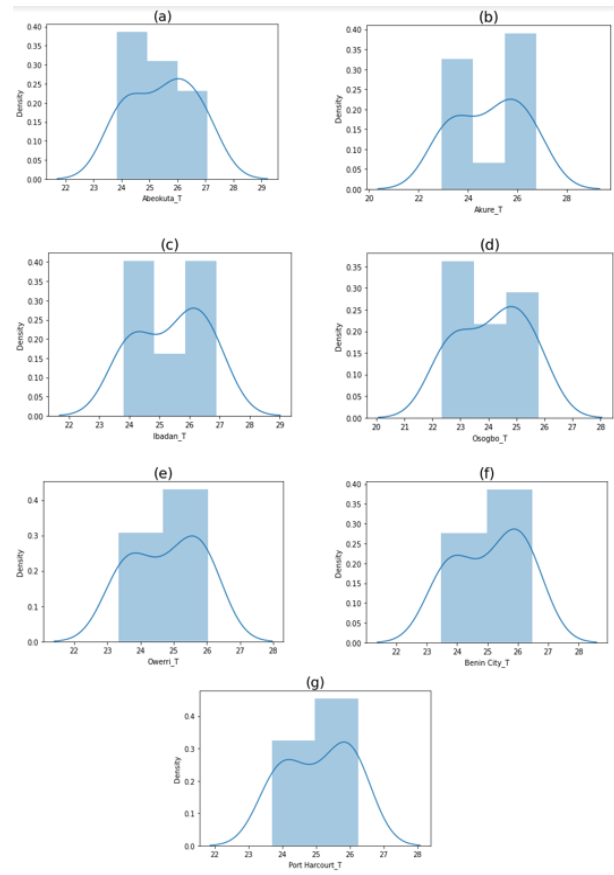 (a)
0.40
0.35
0.30
0.25
0.20
0.15
0.10
0.05
0.00
Density
22 23 24 25 26 27 28 29
Abeokuta_T
(b)
0.40
0.35
0.30
0.25
0.20
0.15
0.10
0.05
0.00
Density
20 22 24 26 28
Akure_T
(c)
0.40
0.35
0.30
0.25
0.20
0.15
0.10
0.05
0.00
Density
22 23 24 25 26 27 28 29
Ibadan_T
(d)
0.35
0.30
0.25
0.20
0.15
0.10
0.05
0.00
Density
20 21 22 23 24 25 26 27 28
Osogbo_T
(e)
0.4
0.3
0.2
0.1
0.0
Density
22 23 24 25 26 27 28
Owerri_T
(f)
0.40
0.35
0.30
0.25
0.20
0.15
0.10
0.05
0.00
Density
22 23 24 25 26 27 28
Benin City_T
(g)
0.4
0.3
0.2
0.1
0.0
Density
22 23 24 25 26 27 28
Port Harcourt_T